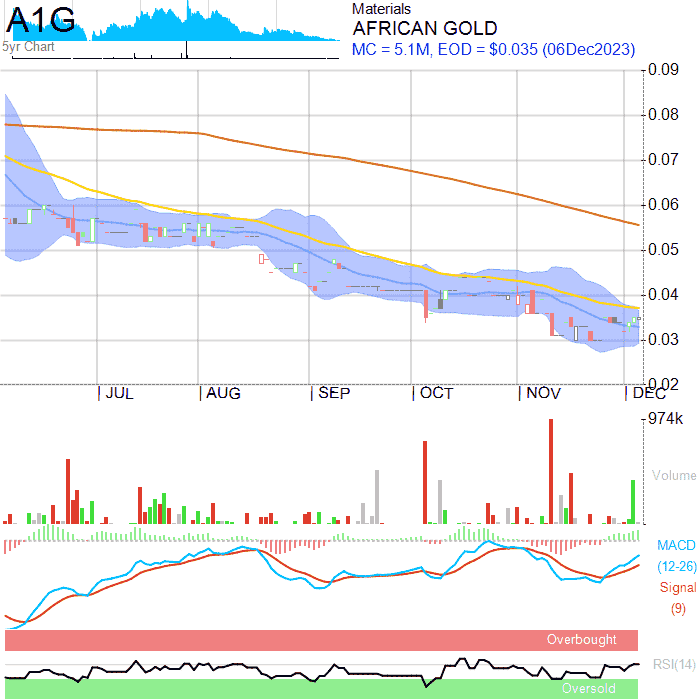 A1G
5yr Chart
Materials
AFRICAN GOLD
MC = 5.1M, EOD = $0.035 (06Dec2023)
0.09
0.08
0.07
0.06
0.05
0.04
0.03
0.02
JUL
AUG
SEP
OCT
NOV
DEC
974k
Volume
MACD
(12-26)
Signal
(9)
Overbought
RSI(14)
Oversold